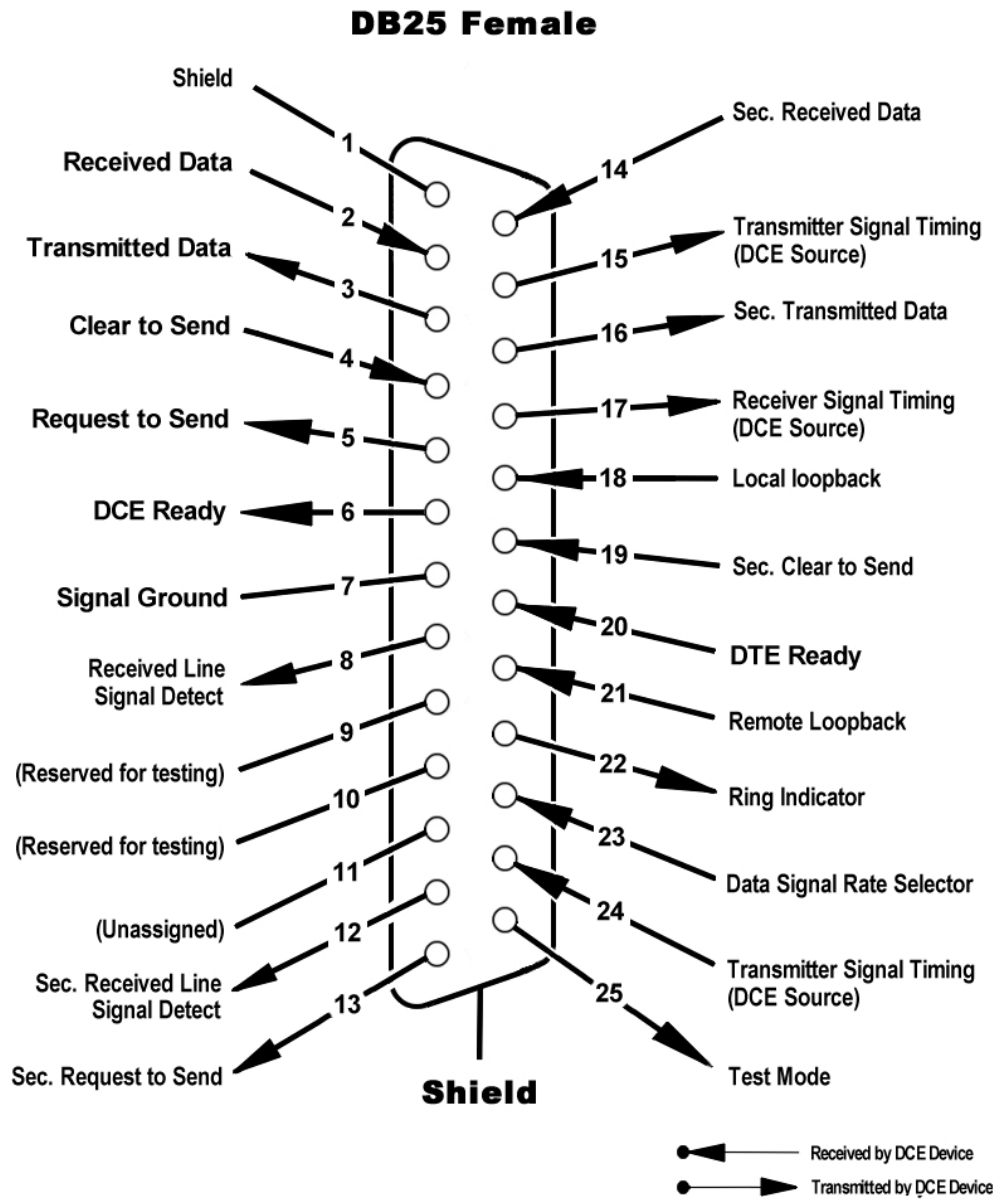 DB25 Female
Shield
1
Received Data
2
Transmitted Data
3
Clear to Send
4
Request to Send
5
DCE Ready
6
Signal Ground
7
Received Line
Signal Detect
8
(Reserved for testing)
9
(Reserved for testing)
10
(Unassigned)
11
Sec. Received Line
Signal Detect
12
Sec. Request to Send
13
Sec. Received Data
14
Transmitter Signal Timing
(DCE Source)
15
Sec. Transmitted Data
16
Receiver Signal Timing
(DCE Source)
17
Local loopback
18
Sec. Clear to Send
19
DTE Ready
20
Remote Loopback
21
Ring Indicator
22
Data Signal Rate Selector
23
Transmitter Signal Timing
(DCE Source)
24
Test Mode
25
Shield
Received by DCE Device
Transmitted by DCE Device